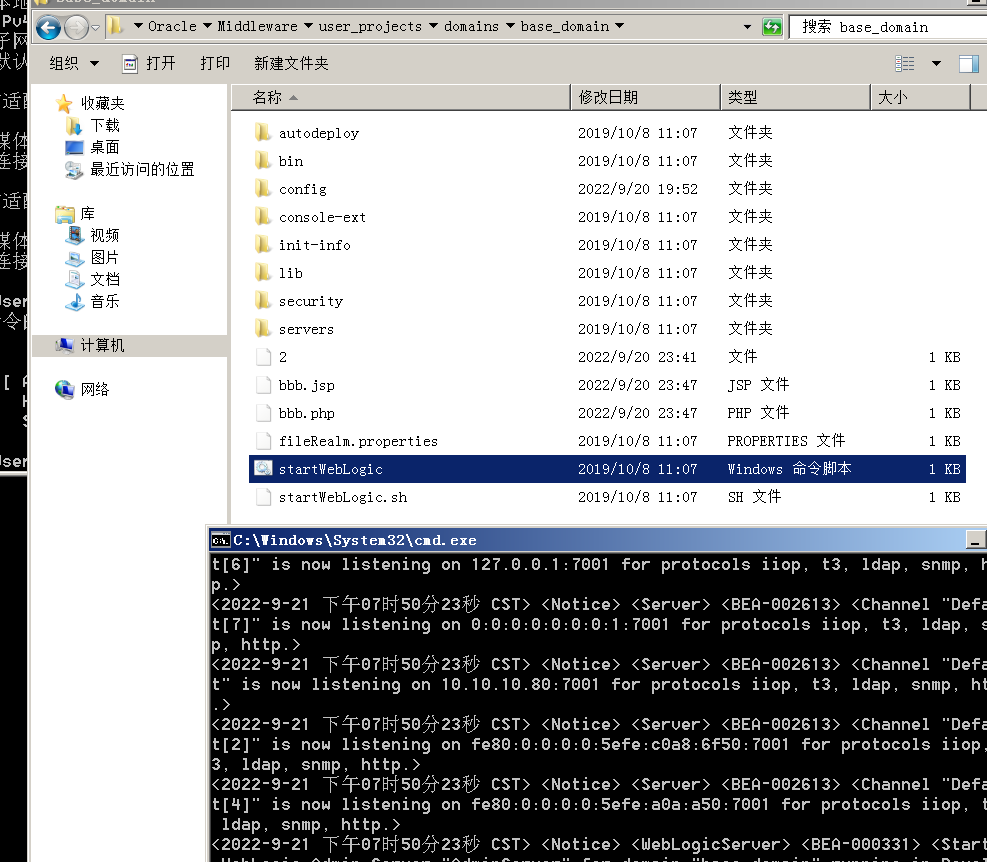 base_domain
Oracle Middleware user_projects domains base_domain
搜索 base_domain
组织 打开 打印 新建文件夹
收藏夹
下载
桌面
最近访问的位置
库
视频
图片
文档
音乐
计算机
网络
名称 修改日期 类型 大小
autodeploy 2019/10/8 11:07 文件夹
bin 2019/10/8 11:07 文件夹
config 2022/9/20 19:52 文件夹
console-ext 2019/10/8 11:07 文件夹
init-info 2019/10/8 11:07 文件夹
lib 2019/10/8 11:07 文件夹
security 2019/10/8 11:07 文件夹
servers 2019/10/8 11:07 文件夹
2 2022/9/20 23:41 文件 1 KB
bbb.jsp 2022/9/20 23:47 JSP 文件 1 KB
bbb.php 2022/9/20 23:47 PHP 文件 1 KB
fileRealm.properties 2019/10/8 11:07 PROPERTIES 文件 1 KB
startWebLogic 2019/10/8 11:07 Windows 命令脚本 1 KB
startWebLogic.sh 2019/10/8 11:07 SH 文件 1 KB
C:\Windows\System32\cmd.exe
t[6]" is now listening on 127.0.0.1:7001 for protocols iiop, t3, ldap, snmp, h
p.>
<2022-9-21 下午07时50分23秒 CST> <Notice> <Server> <BEA-002613> <Channel "Defa
t[7]" is now listening on 0:0:0:0:0:0:0:1:7001 for protocols iiop, t3, ldap, s
p, http.>
<2022-9-21 下午07时50分23秒 CST> <Notice> <Server> <BEA-002613> <Channel "Defa
t" is now listening on 10.10.10.80:7001 for protocols iiop, t3, ldap, snmp, ht
.>
<2022-9-21 下午07时50分23秒 CST> <Notice> <Server> <BEA-002613> <Channel "Defa
t[2]" is now listening on fe80:0:0:0:0:5efe:c0a8:6f50:7001 for protocols iiop,
3, ldap, snmp, http.>
<2022-9-21 下午07时50分23秒 CST> <Notice> <Server> <BEA-002613> <Channel "Defa
t[4]" is now listening on fe80:0:0:0:0:5efe:a0a:a50:7001 for protocols iiop, t
ldap, snmp, http.>
<2022-9-21 下午07时50分23秒 CST> <Notice> <WebLogicServer> <BEA-000331> <Start